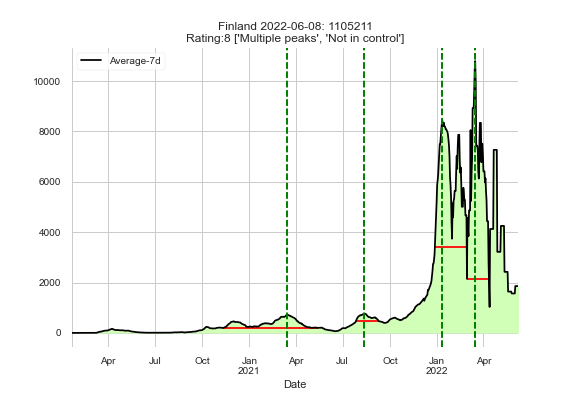 Finland 2022-06-08: 1105211
Rating:8 ['Multiple peaks', 'Not in control']
Average-7d
10000
8000
6000
4000
2000
0
Apr Jul Oct Jan Apr Jul Oct Jan Apr
2021 2022
Date